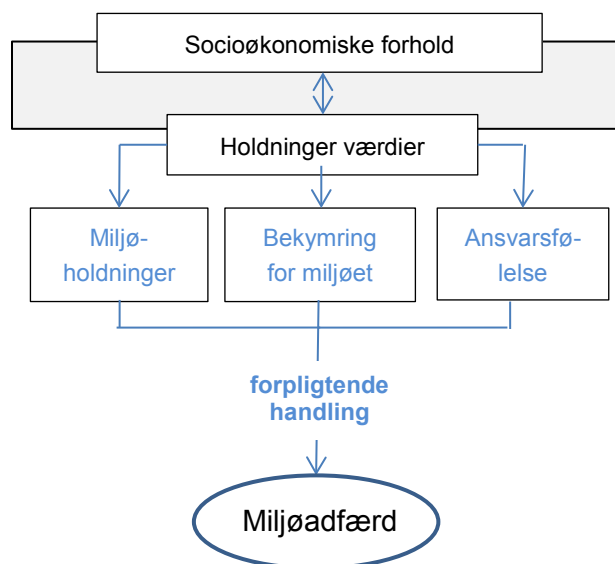 Socioøkonomiske forhold
Holdninger værdier
Miljø-
holdninger
Bekymring
for miljøet
Ansvarsfø-
lelse
forpligtende
handling
Miljøadfærd